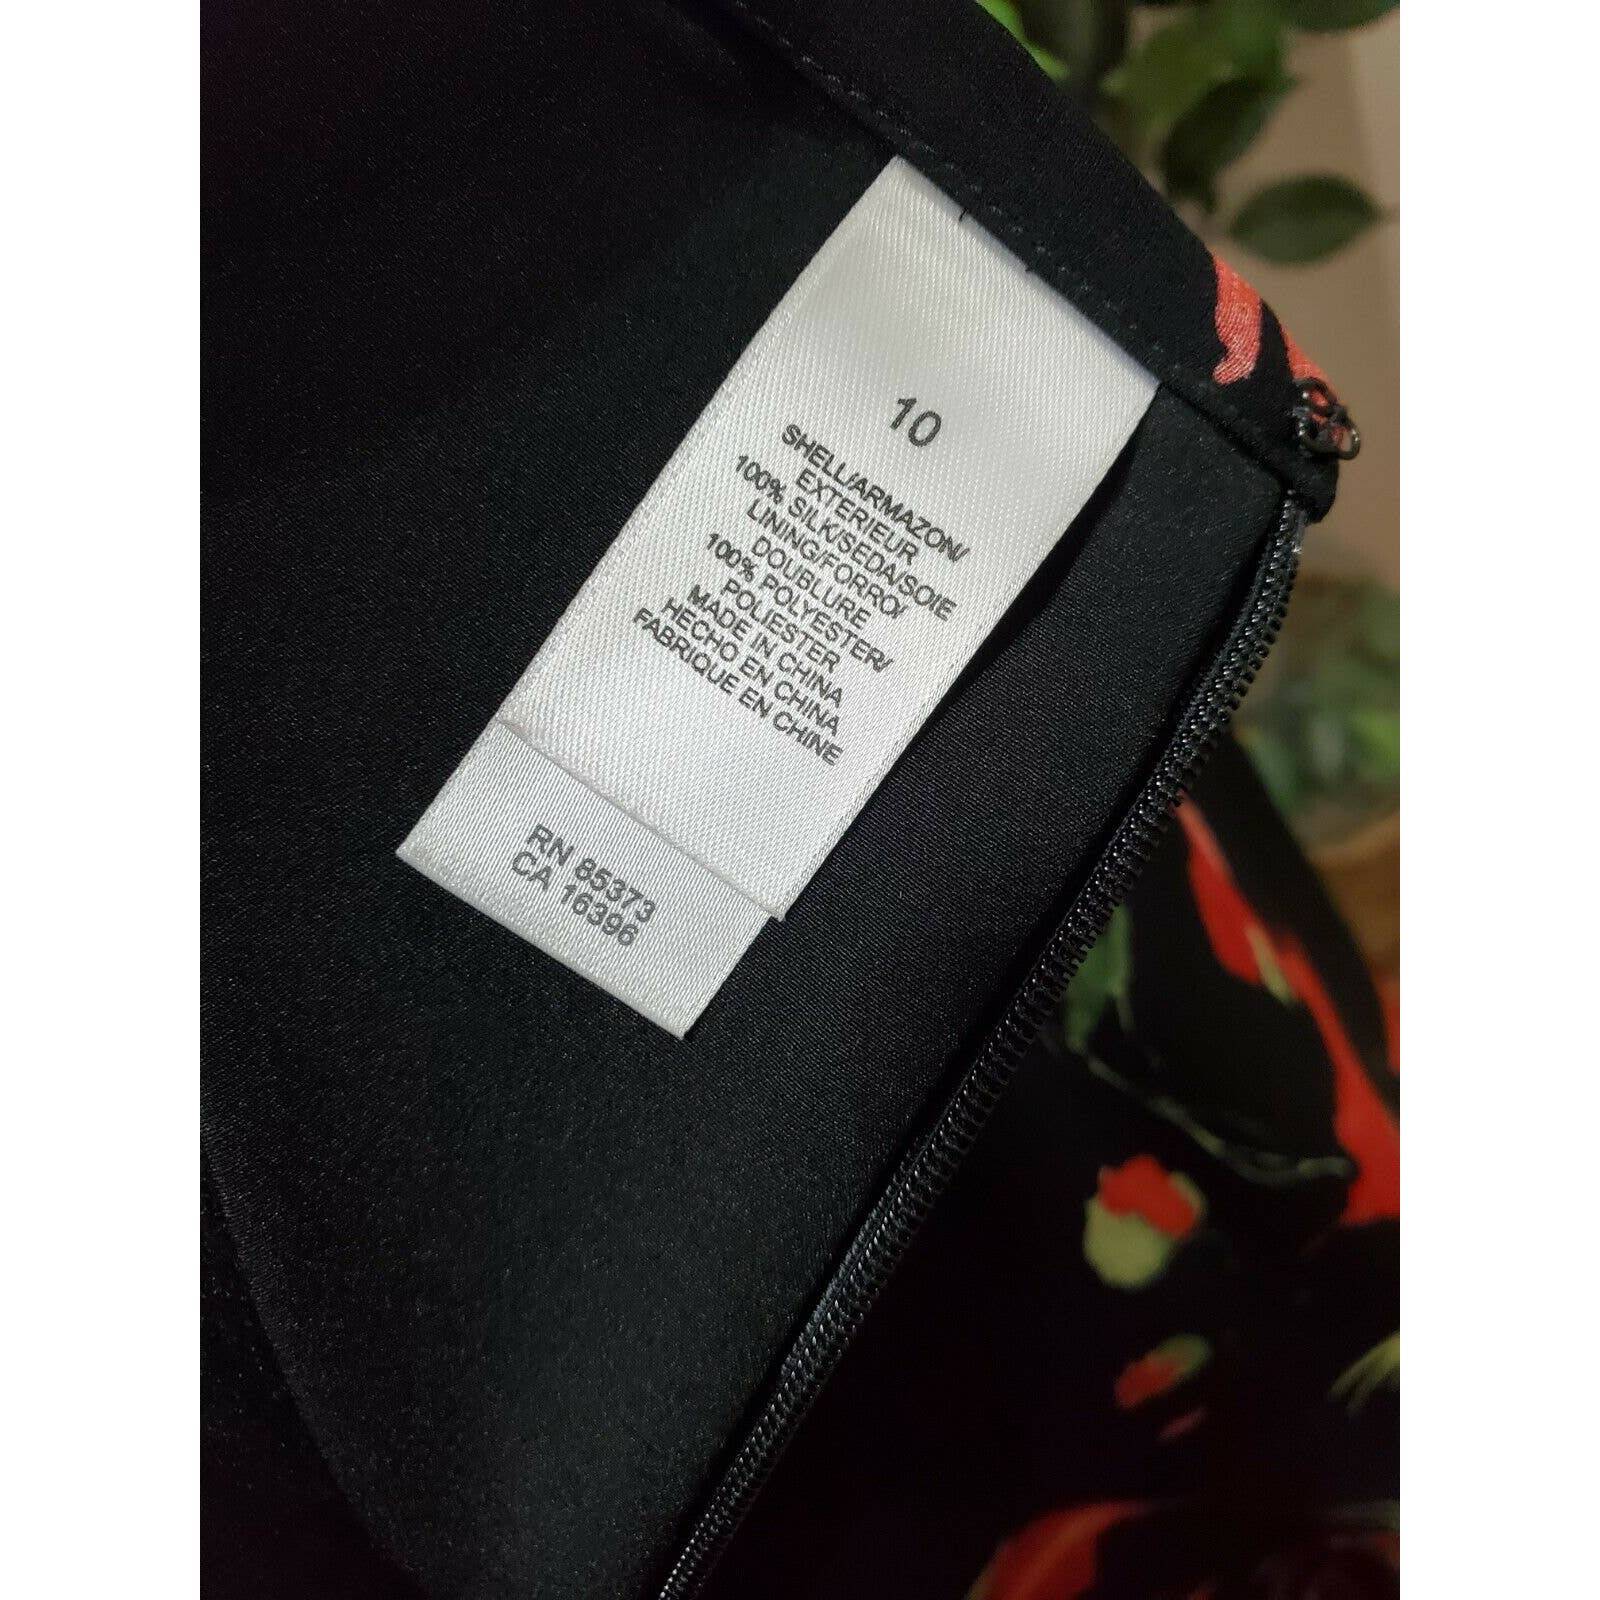 10
SHELL/ARMAZON/
EXTERIEUR
100% SILK/SEDA/SOIE
LINING/FORRO/
DOUBLURE
100% POLYESTER/
POLIESTER
MADE IN CHINA
HECHO EN CHINA
FABRIQUE EN CHINE
RN 85373
CA 16396